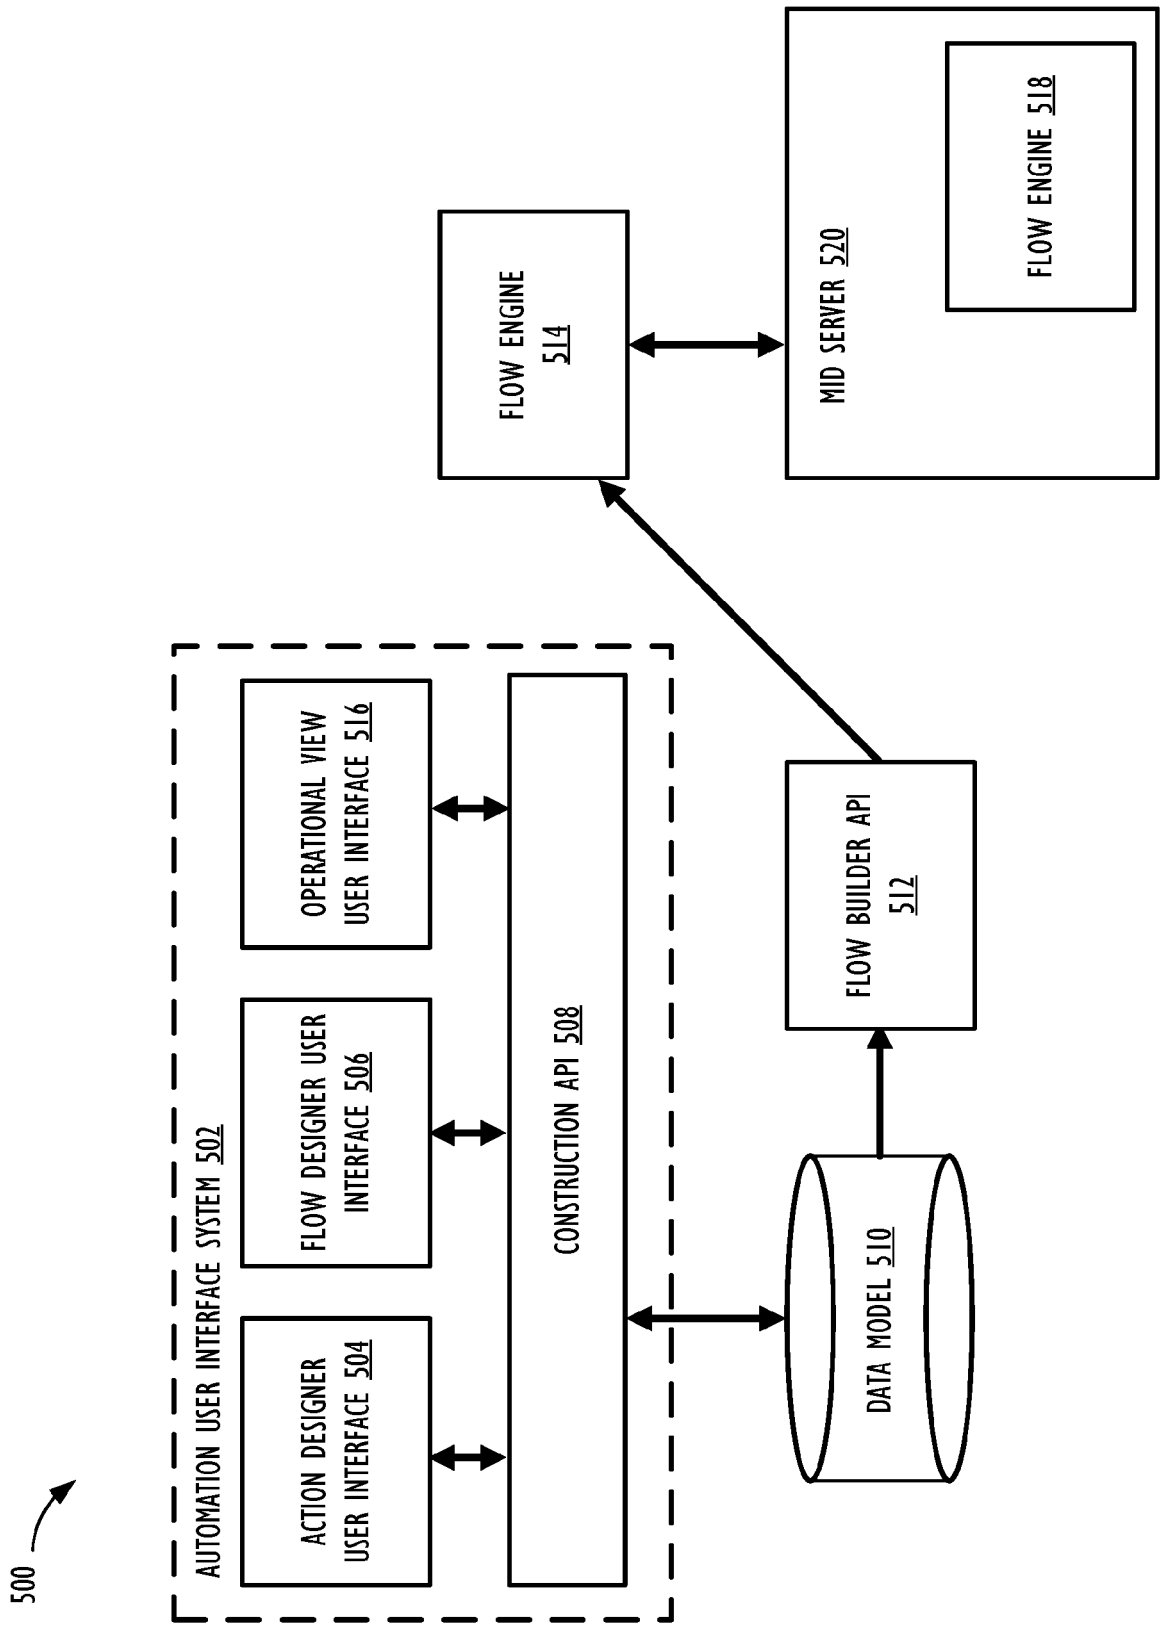 500
AUTOMATION USER INTERFACE SYSTEM 502
ACTION DESIGNER
USER INTERFACE 504
FLOW DESIGNER USER
INTERFACE 506
OPERATIONAL VIEW
USER INTERFACE 516
CONSTRUCTION API 508
DATA MODEL 510
FLOW BUILDER API
512
FLOW ENGINE
514
MID SERVER 520
FLOW ENGINE 518